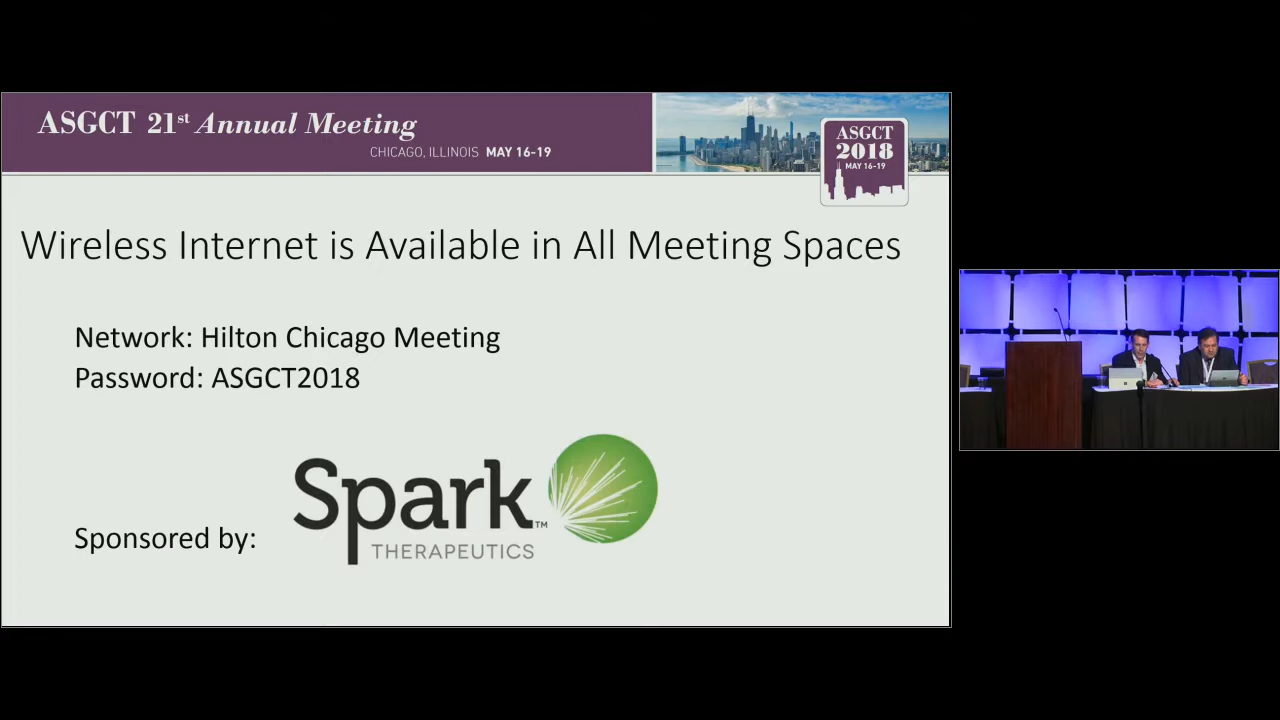 ASGCT 21st Annual Meeting
CHICAGO, ILLINOIS MAY 16-19
ASGCT
2018
MAY 16-19
Wireless Internet is Available in All Meeting Spaces
Network: Hilton Chicago Meeting
Password: ASGCT2018
Sponsored by:
Spark™
THERAPEUTICS